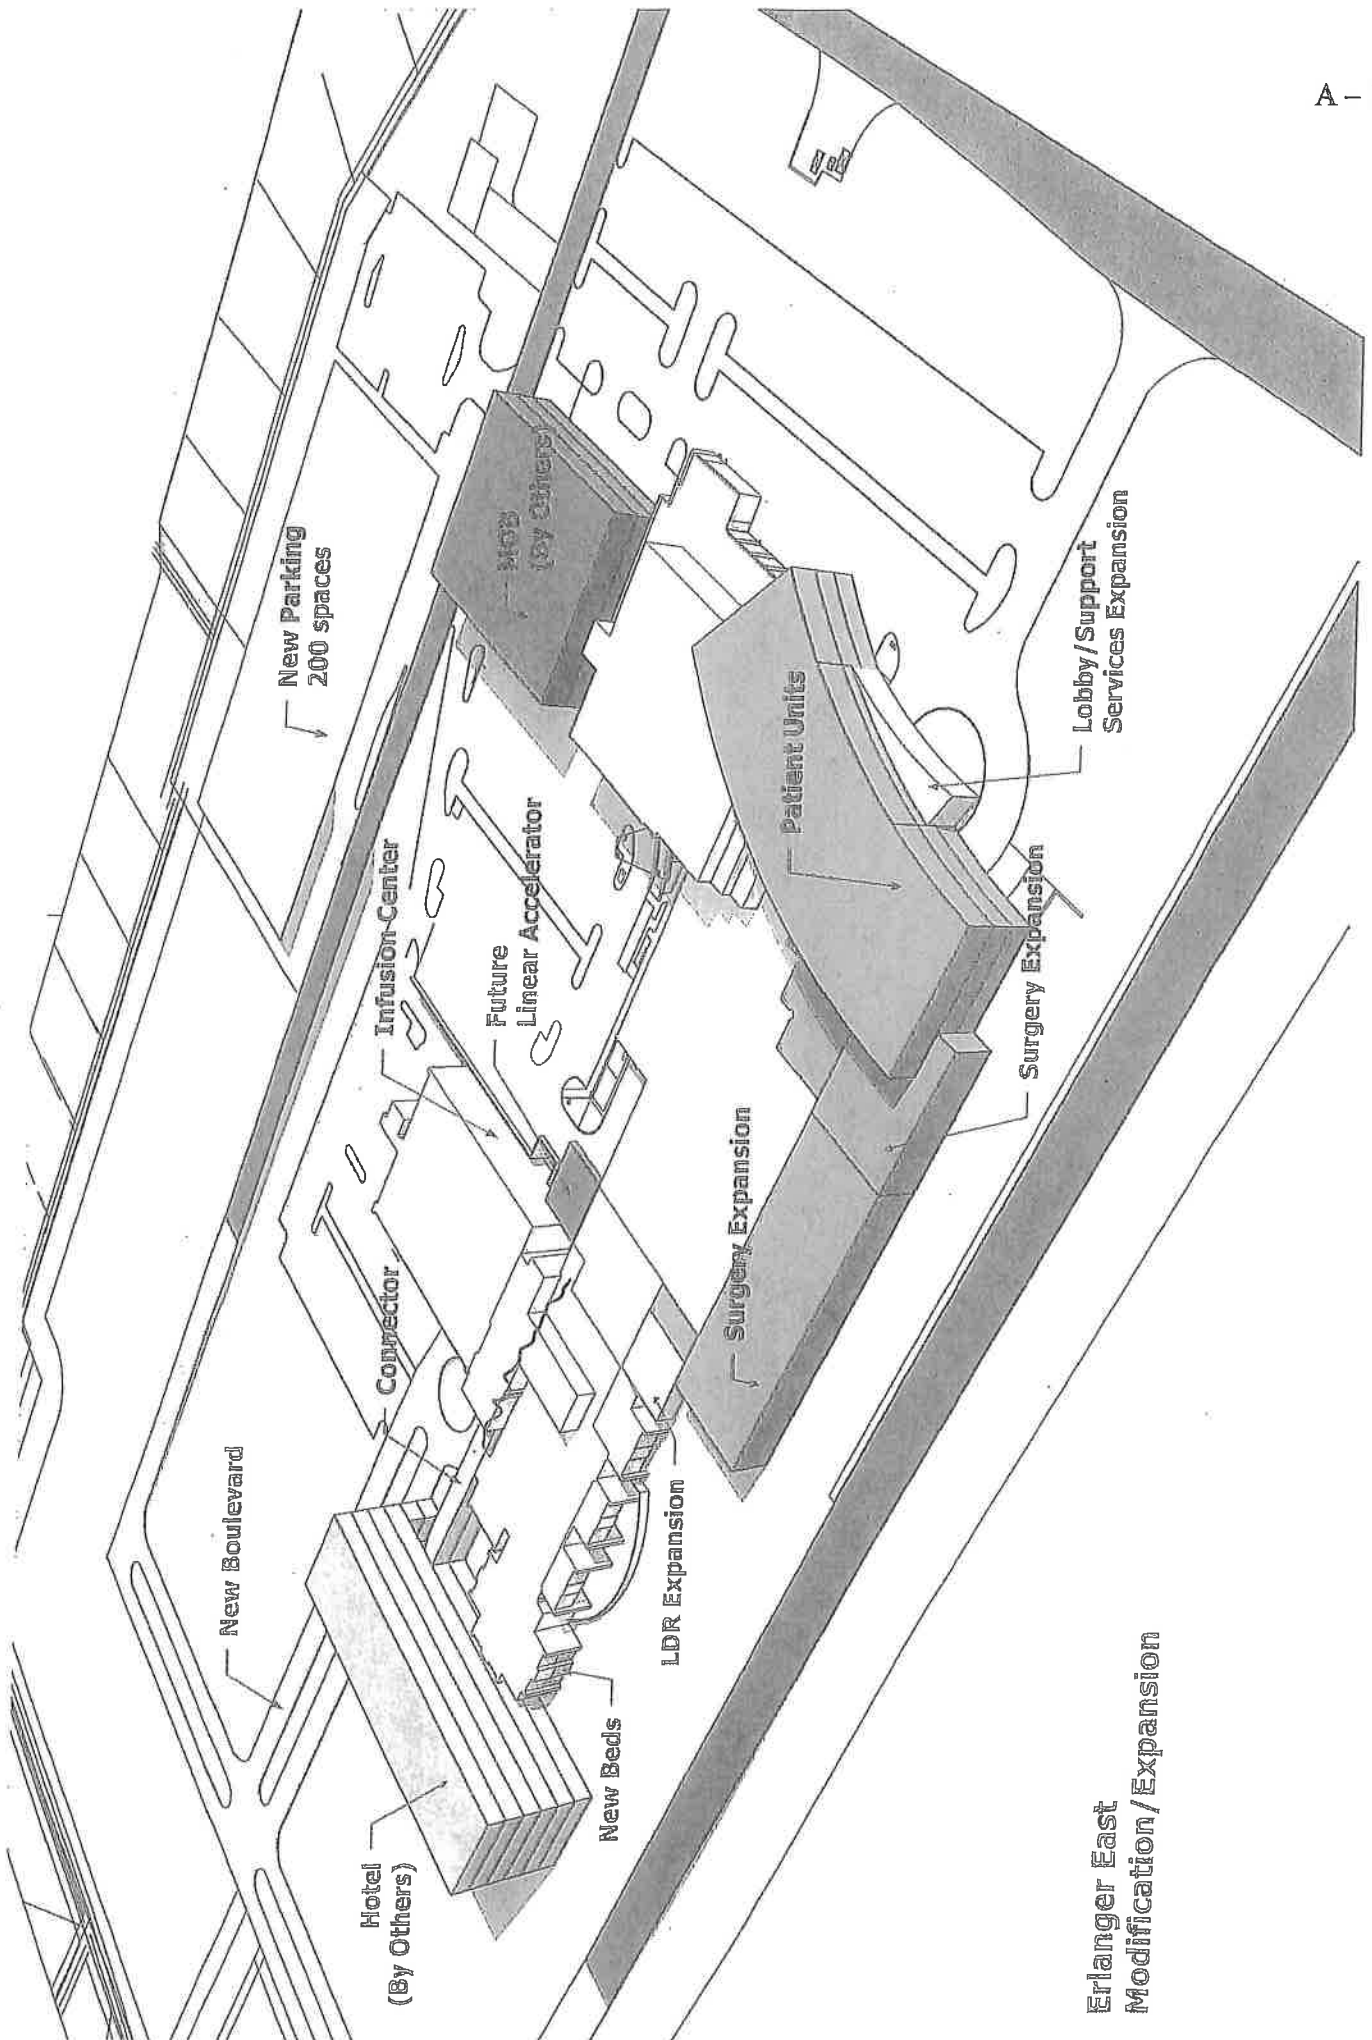 A –
New Parking
200 spaces
MOB
(By Others)
Infusion Center
Future
Linear Accelerator
Patient Units
Lobby/Support
Services Expansion
Connector
Surgery Expansion
Surgery Expansion
New Boulevard
LDR Expansion
New Beds
Hotel
(By Others)
Erlanger East
Modification/Expansion